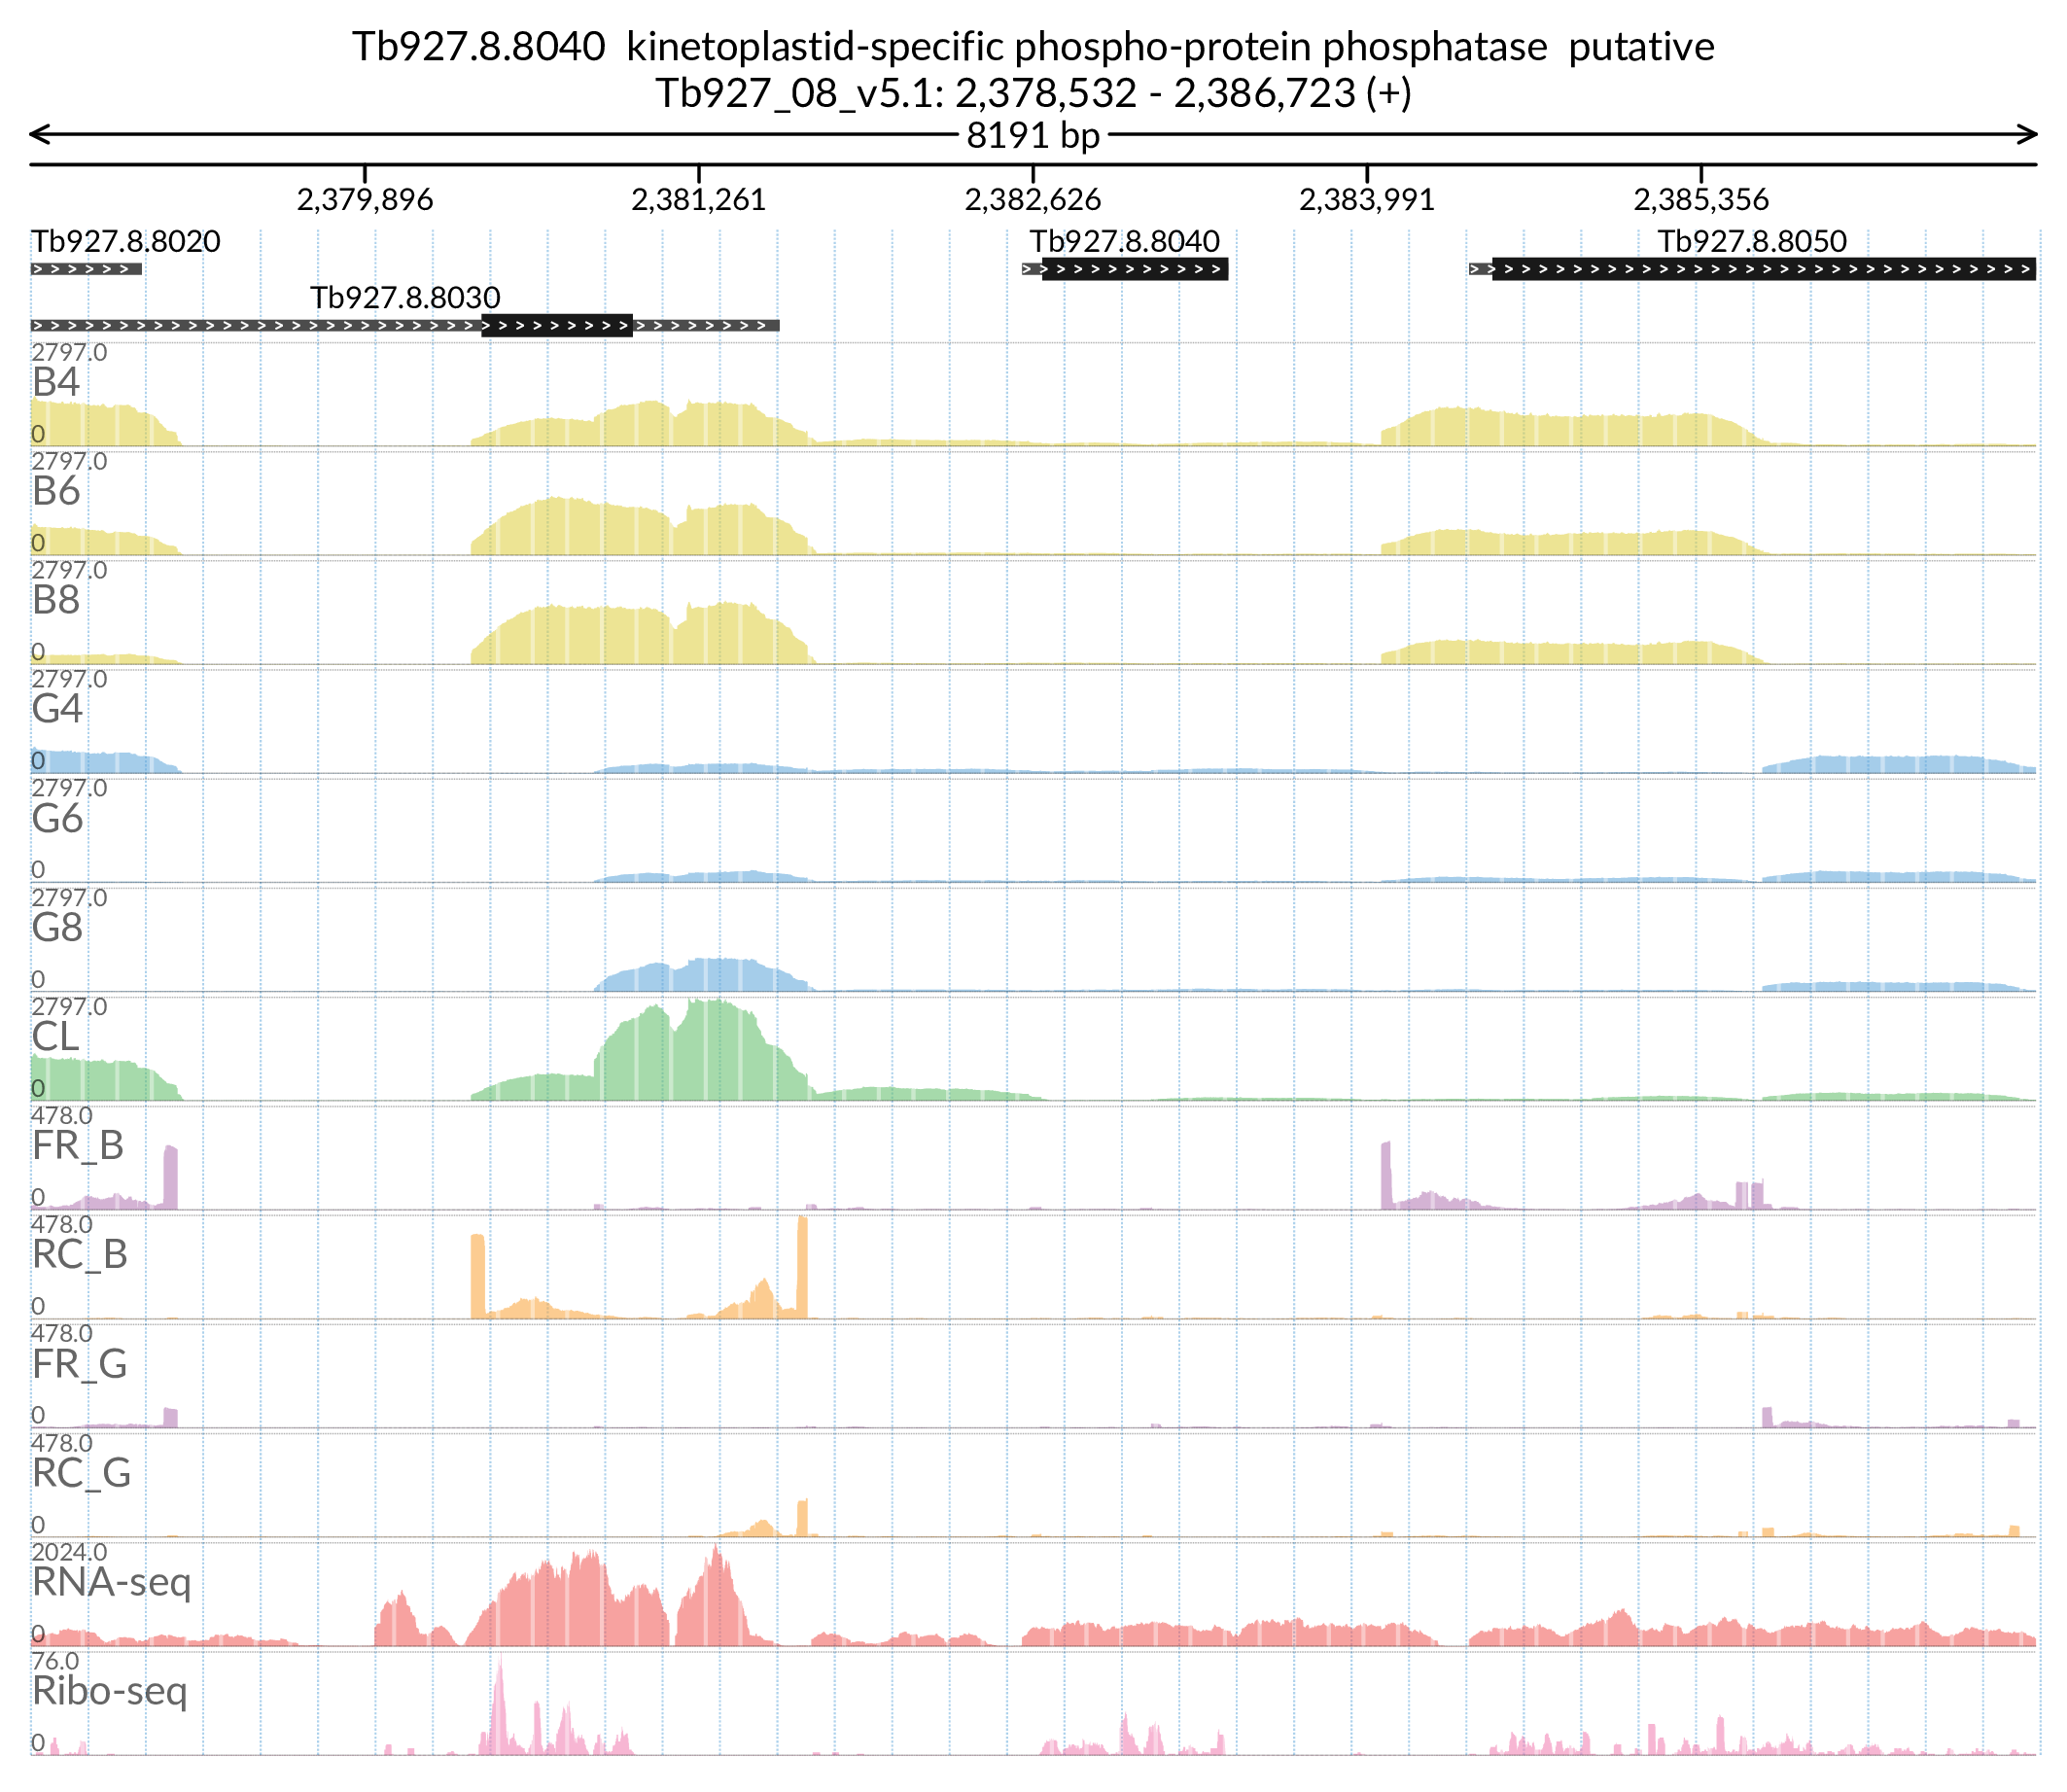 Tb927.8.8040  kinetoplastid-specific phospho-protein phosphatase  putative
Tb927_08_v5.1: 2,378,532 - 2,386,723 (+)
8191 bp
2,379,896 2,381,261 2,382,626 2,383,991 2,385,356
Tb927.8.8020 Tb927.8.8040 Tb927.8.8050
Tb927.8.8030
2797.0
B4
0
2797.0
B6
0
2797.0
B8
0
2797.0
G4
0
2797.0
G6
0
2797.0
G8
0
2797.0
CL
0
478.0
FR_B
0
478.0
RC_B
0
478.0
FR_G
0
478.0
RC_G
0
2024.0
RNA-seq
0
76.0
Ribo-seq
0